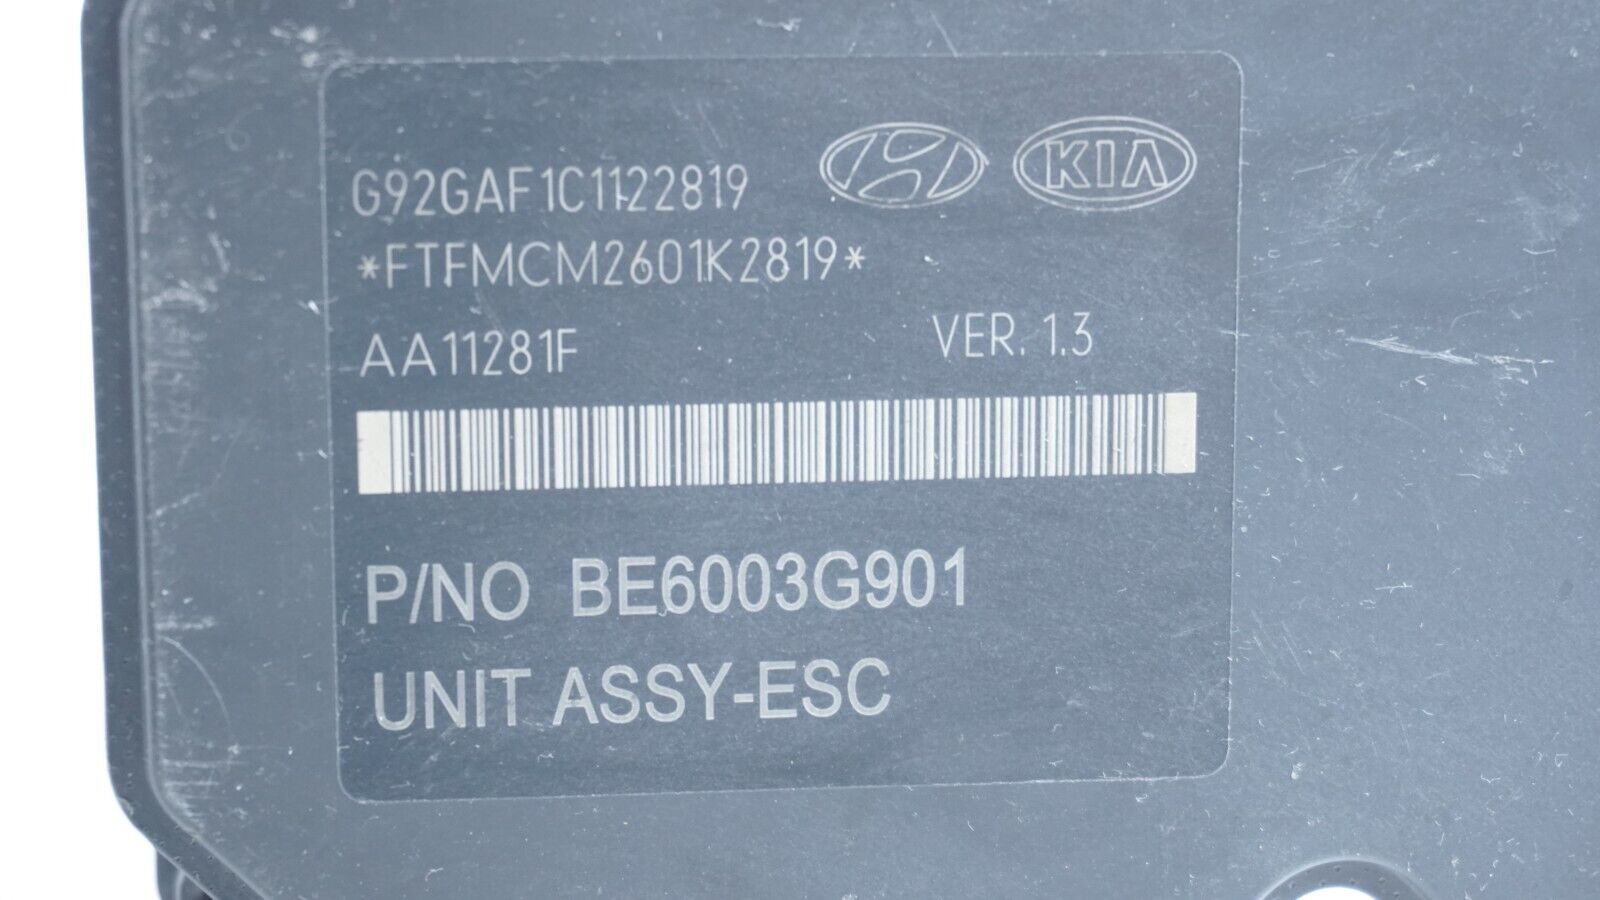 G92GAF1C1122819
KIA
*FTFMCM2601K2819*
AA11281F
VER. 1.3
P/NO BE6003G901
UNIT ASSY-ESC